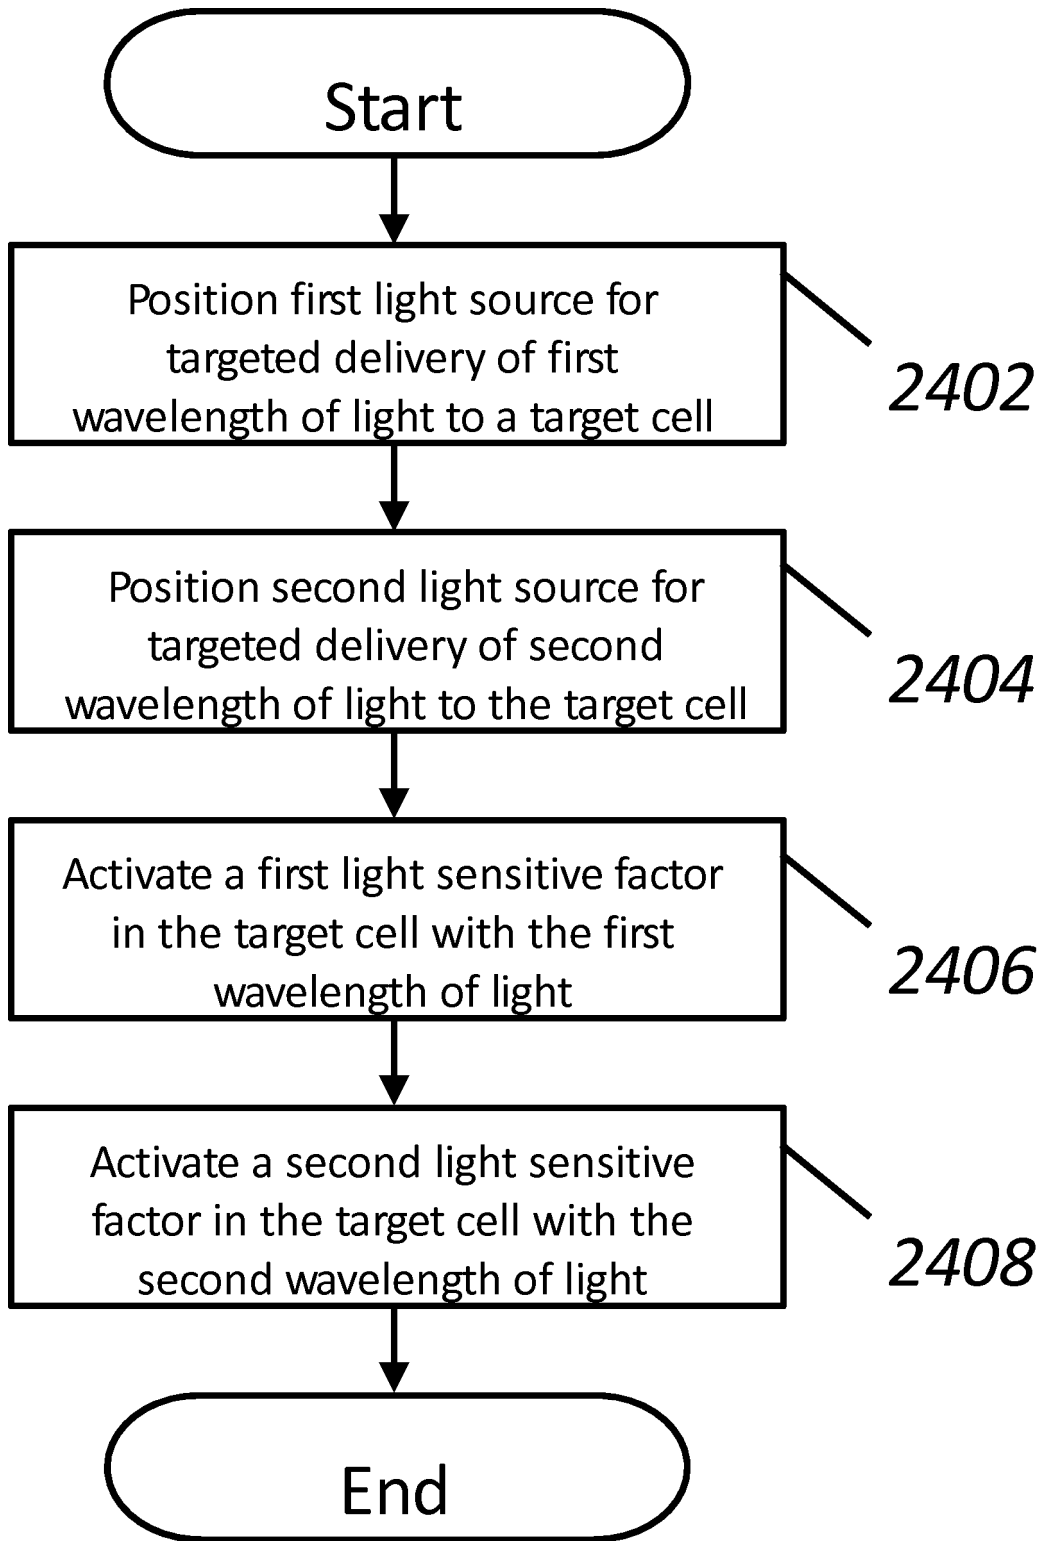 Start
Position first light source for
targeted delivery of first
wavelength of light to a target cell
2402
Position second light source for
targeted delivery of second
wavelength of light to the target cell
2404
Activate a first light sensitive factor
in the target cell with the first
wavelength of light
2406
Activate a second light sensitive
factor in the target cell with the
second wavelength of light
2408
End